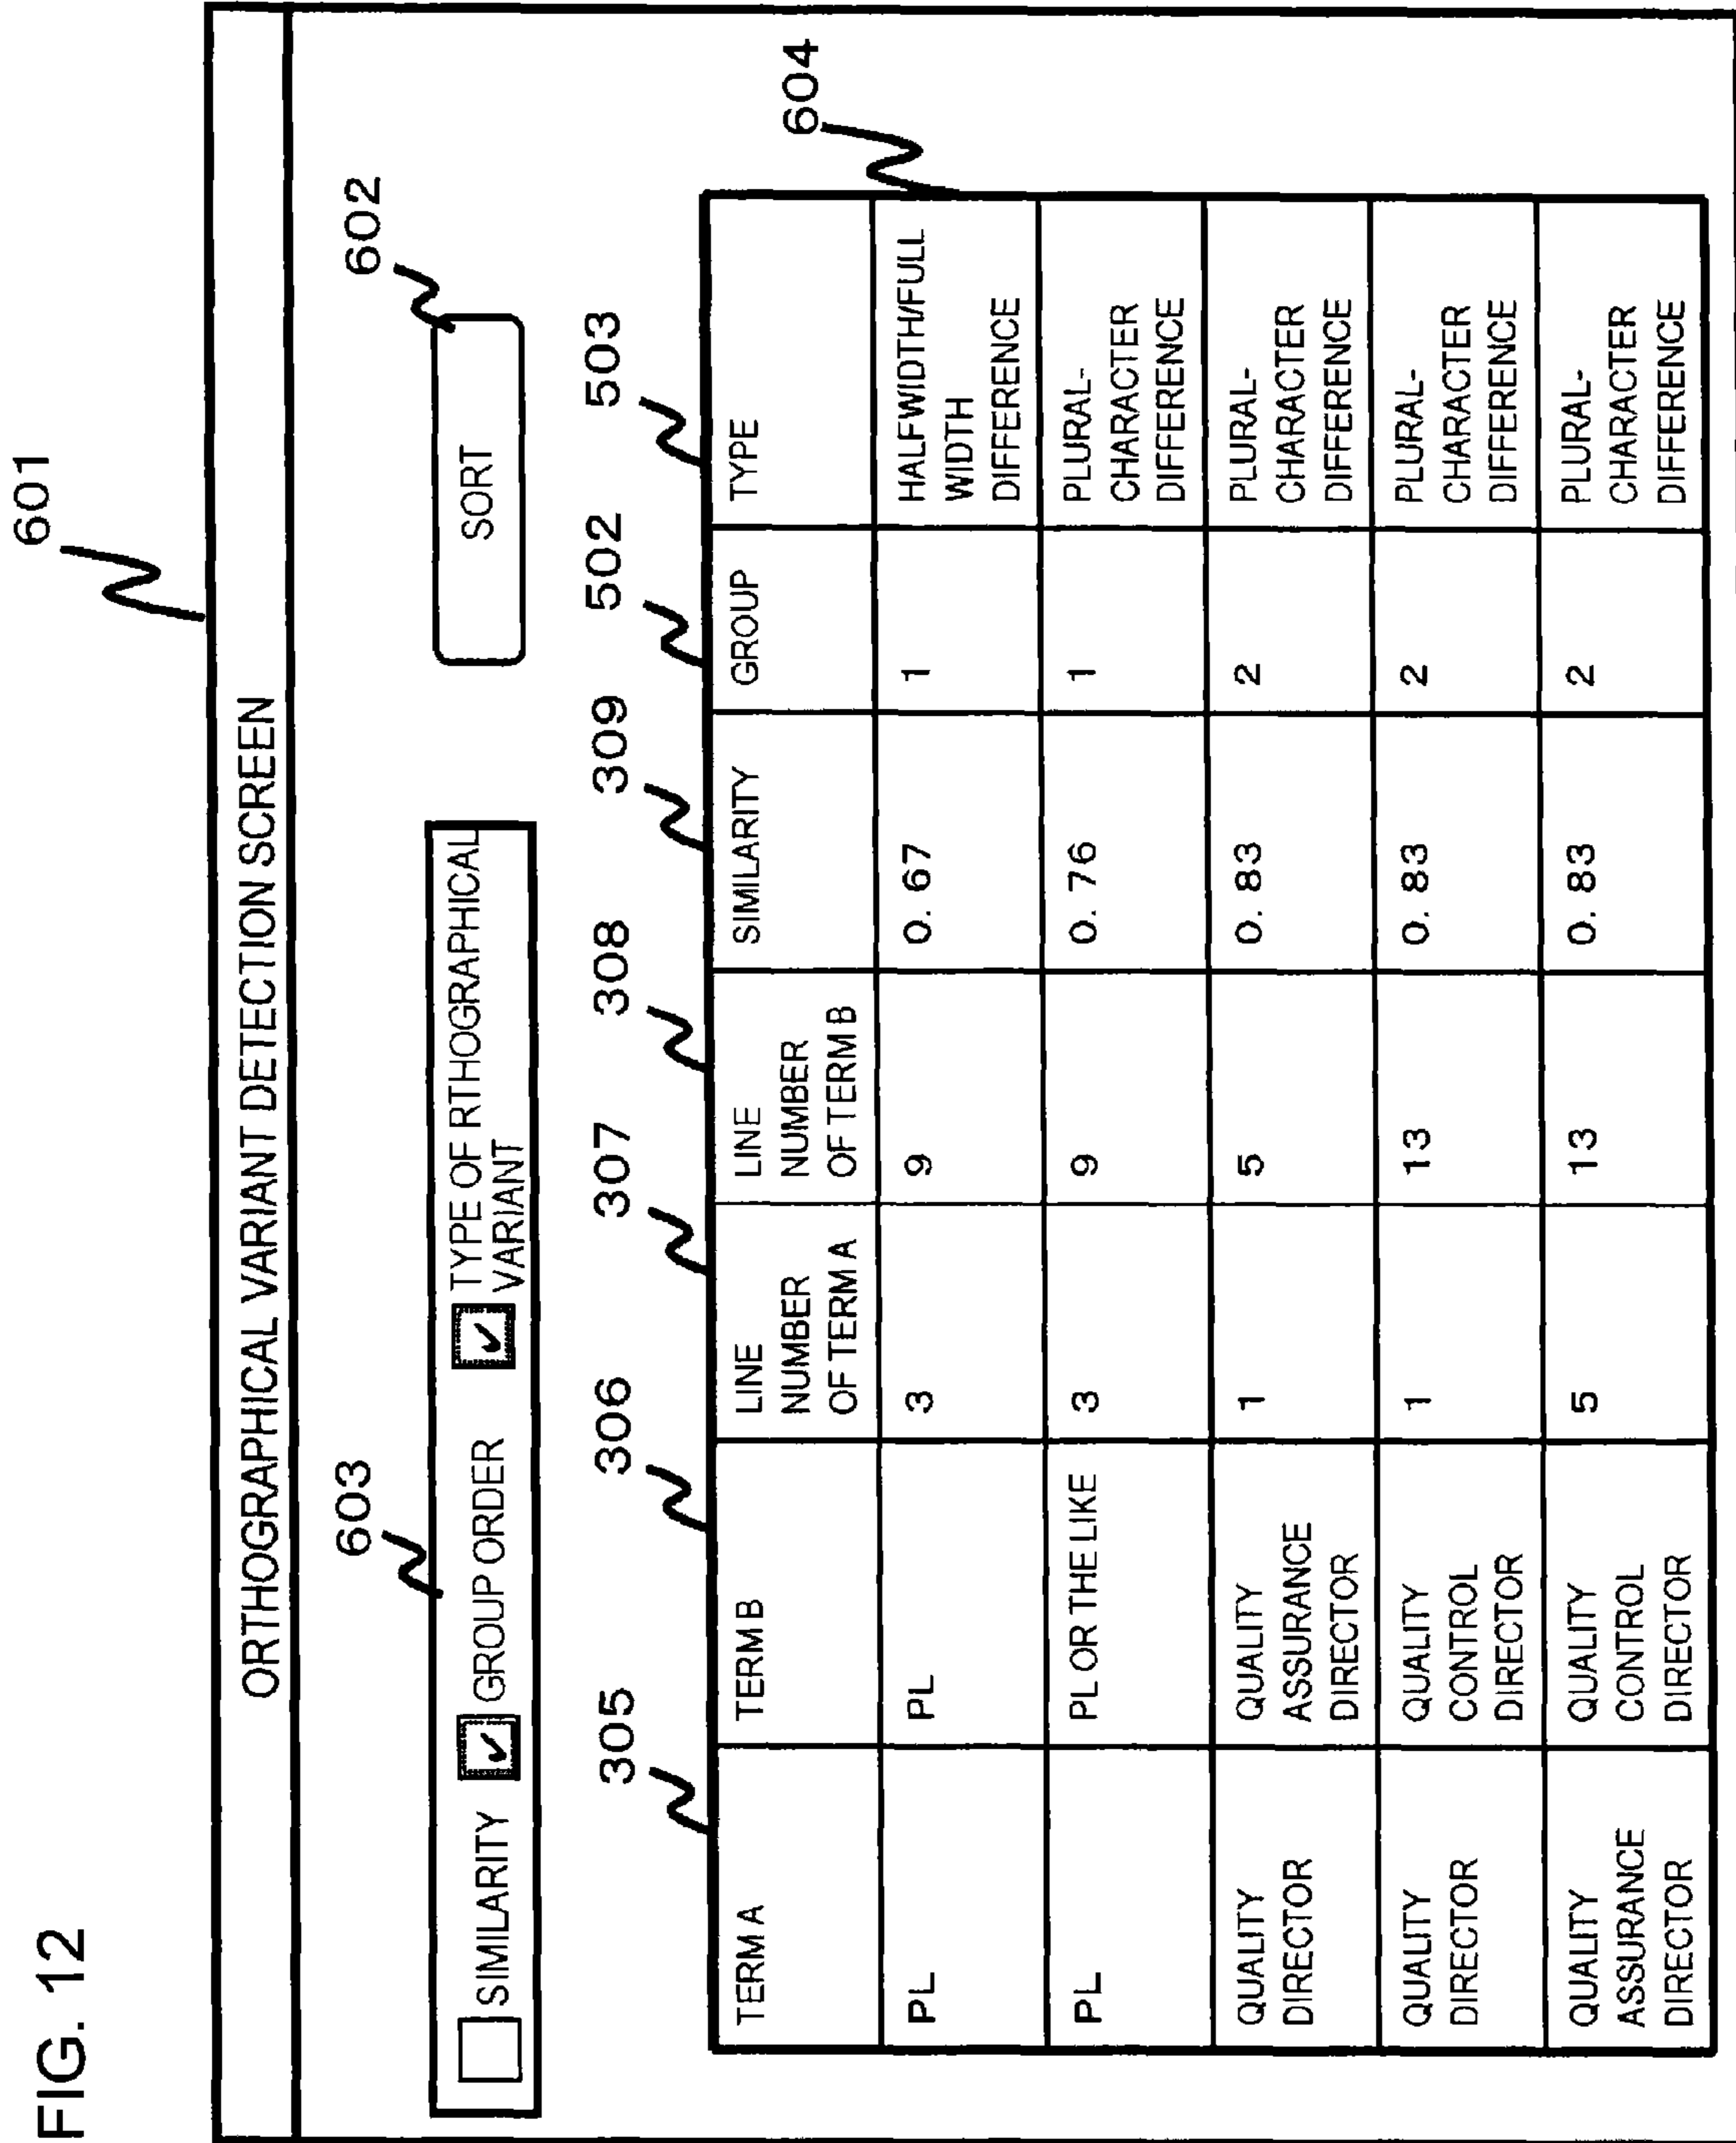 FIG. 12
601
ORTHOGRAPHICAL VARIANT DETECTION SCREEN
603
602
SIMILARITY
GROUP ORDER
TYPE OF RTHOGRAPHICAL
VARIANT
SORT
305
306
307
308
309
502
503
604
TERM A
TERM B
LINE
NUMBER
OF TERM A
LINE
NUMBER
OF TERM B
SIMILARITY
GROUP
TYPE
PL
PL
3
9
0. 67
1
HALFWIDTH/FULL
WIDTH
DIFFERENCE
PL
PL OR THE LIKE
3
9
0. 76
1
PLURAL-
CHARACTER
DIFFERENCE
QUALITY
DIRECTOR
QUALITY
ASSURANCE
DIRECTOR
1
5
0. 83
2
PLURAL-
CHARACTER
DIFFERENCE
QUALITY
DIRECTOR
QUALITY
CONTROL
DIRECTOR
1
13
0. 83
2
PLURAL-
CHARACTER
DIFFERENCE
QUALITY
ASSURANCE
DIRECTOR
QUALITY
CONTROL
DIRECTOR
5
13
0. 83
2
PLURAL-
CHARACTER
DIFFERENCE